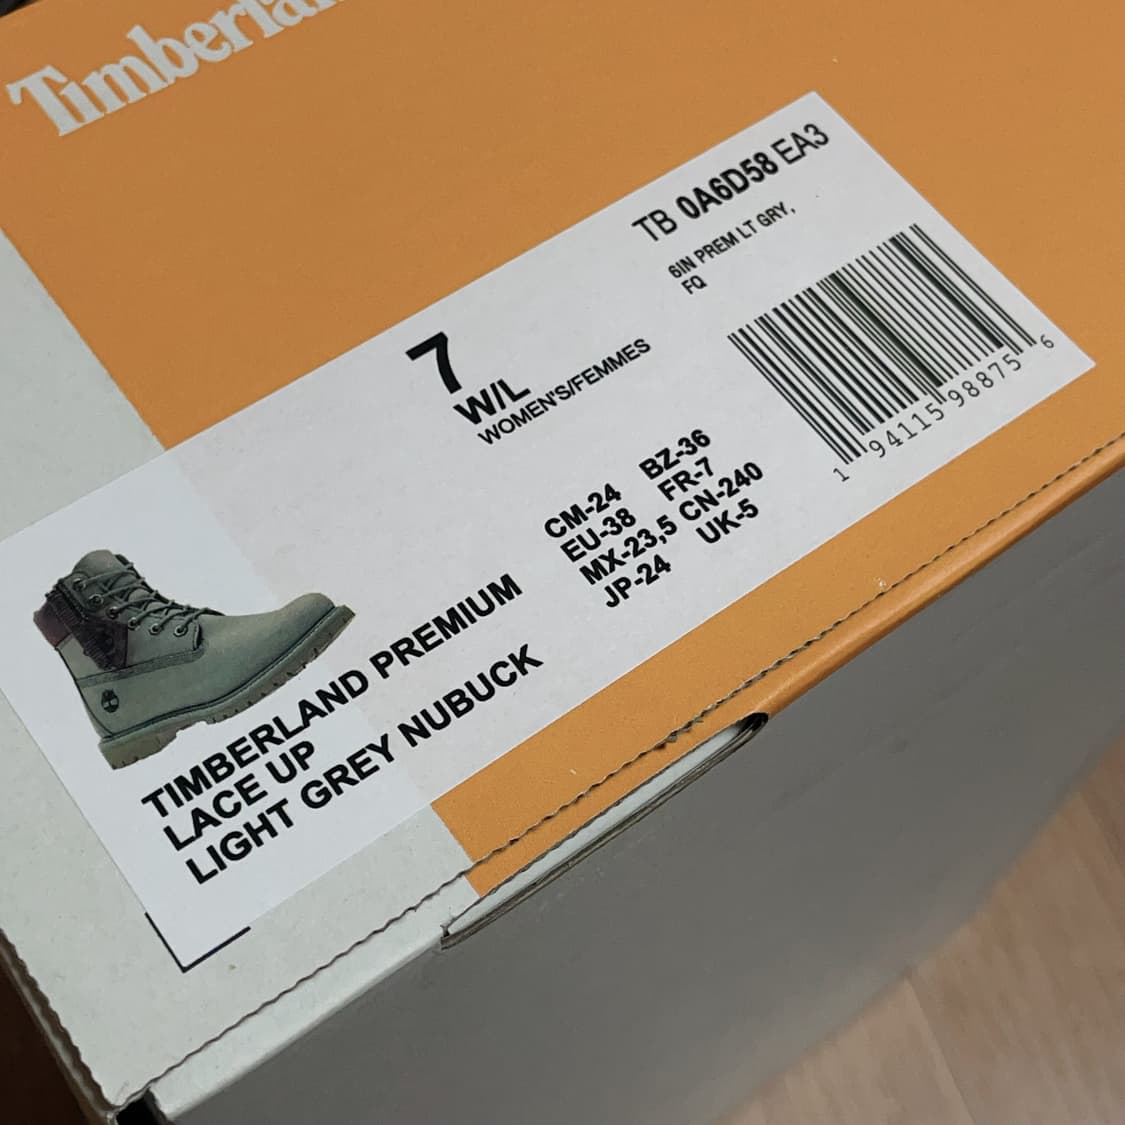 Timberland
TB 0A6D58 EA3
6IN PREM LT GRY,
FQ
7
W/L
WOMEN'S/FEMMES
1 94115 98875 6
CM-24 BZ-36
EU-38 FR-7
MX-23,5 CN-240
JP-24 UK-5
TIMBERLAND PREMIUM
LACE UP
LIGHT GREY NUBUCK